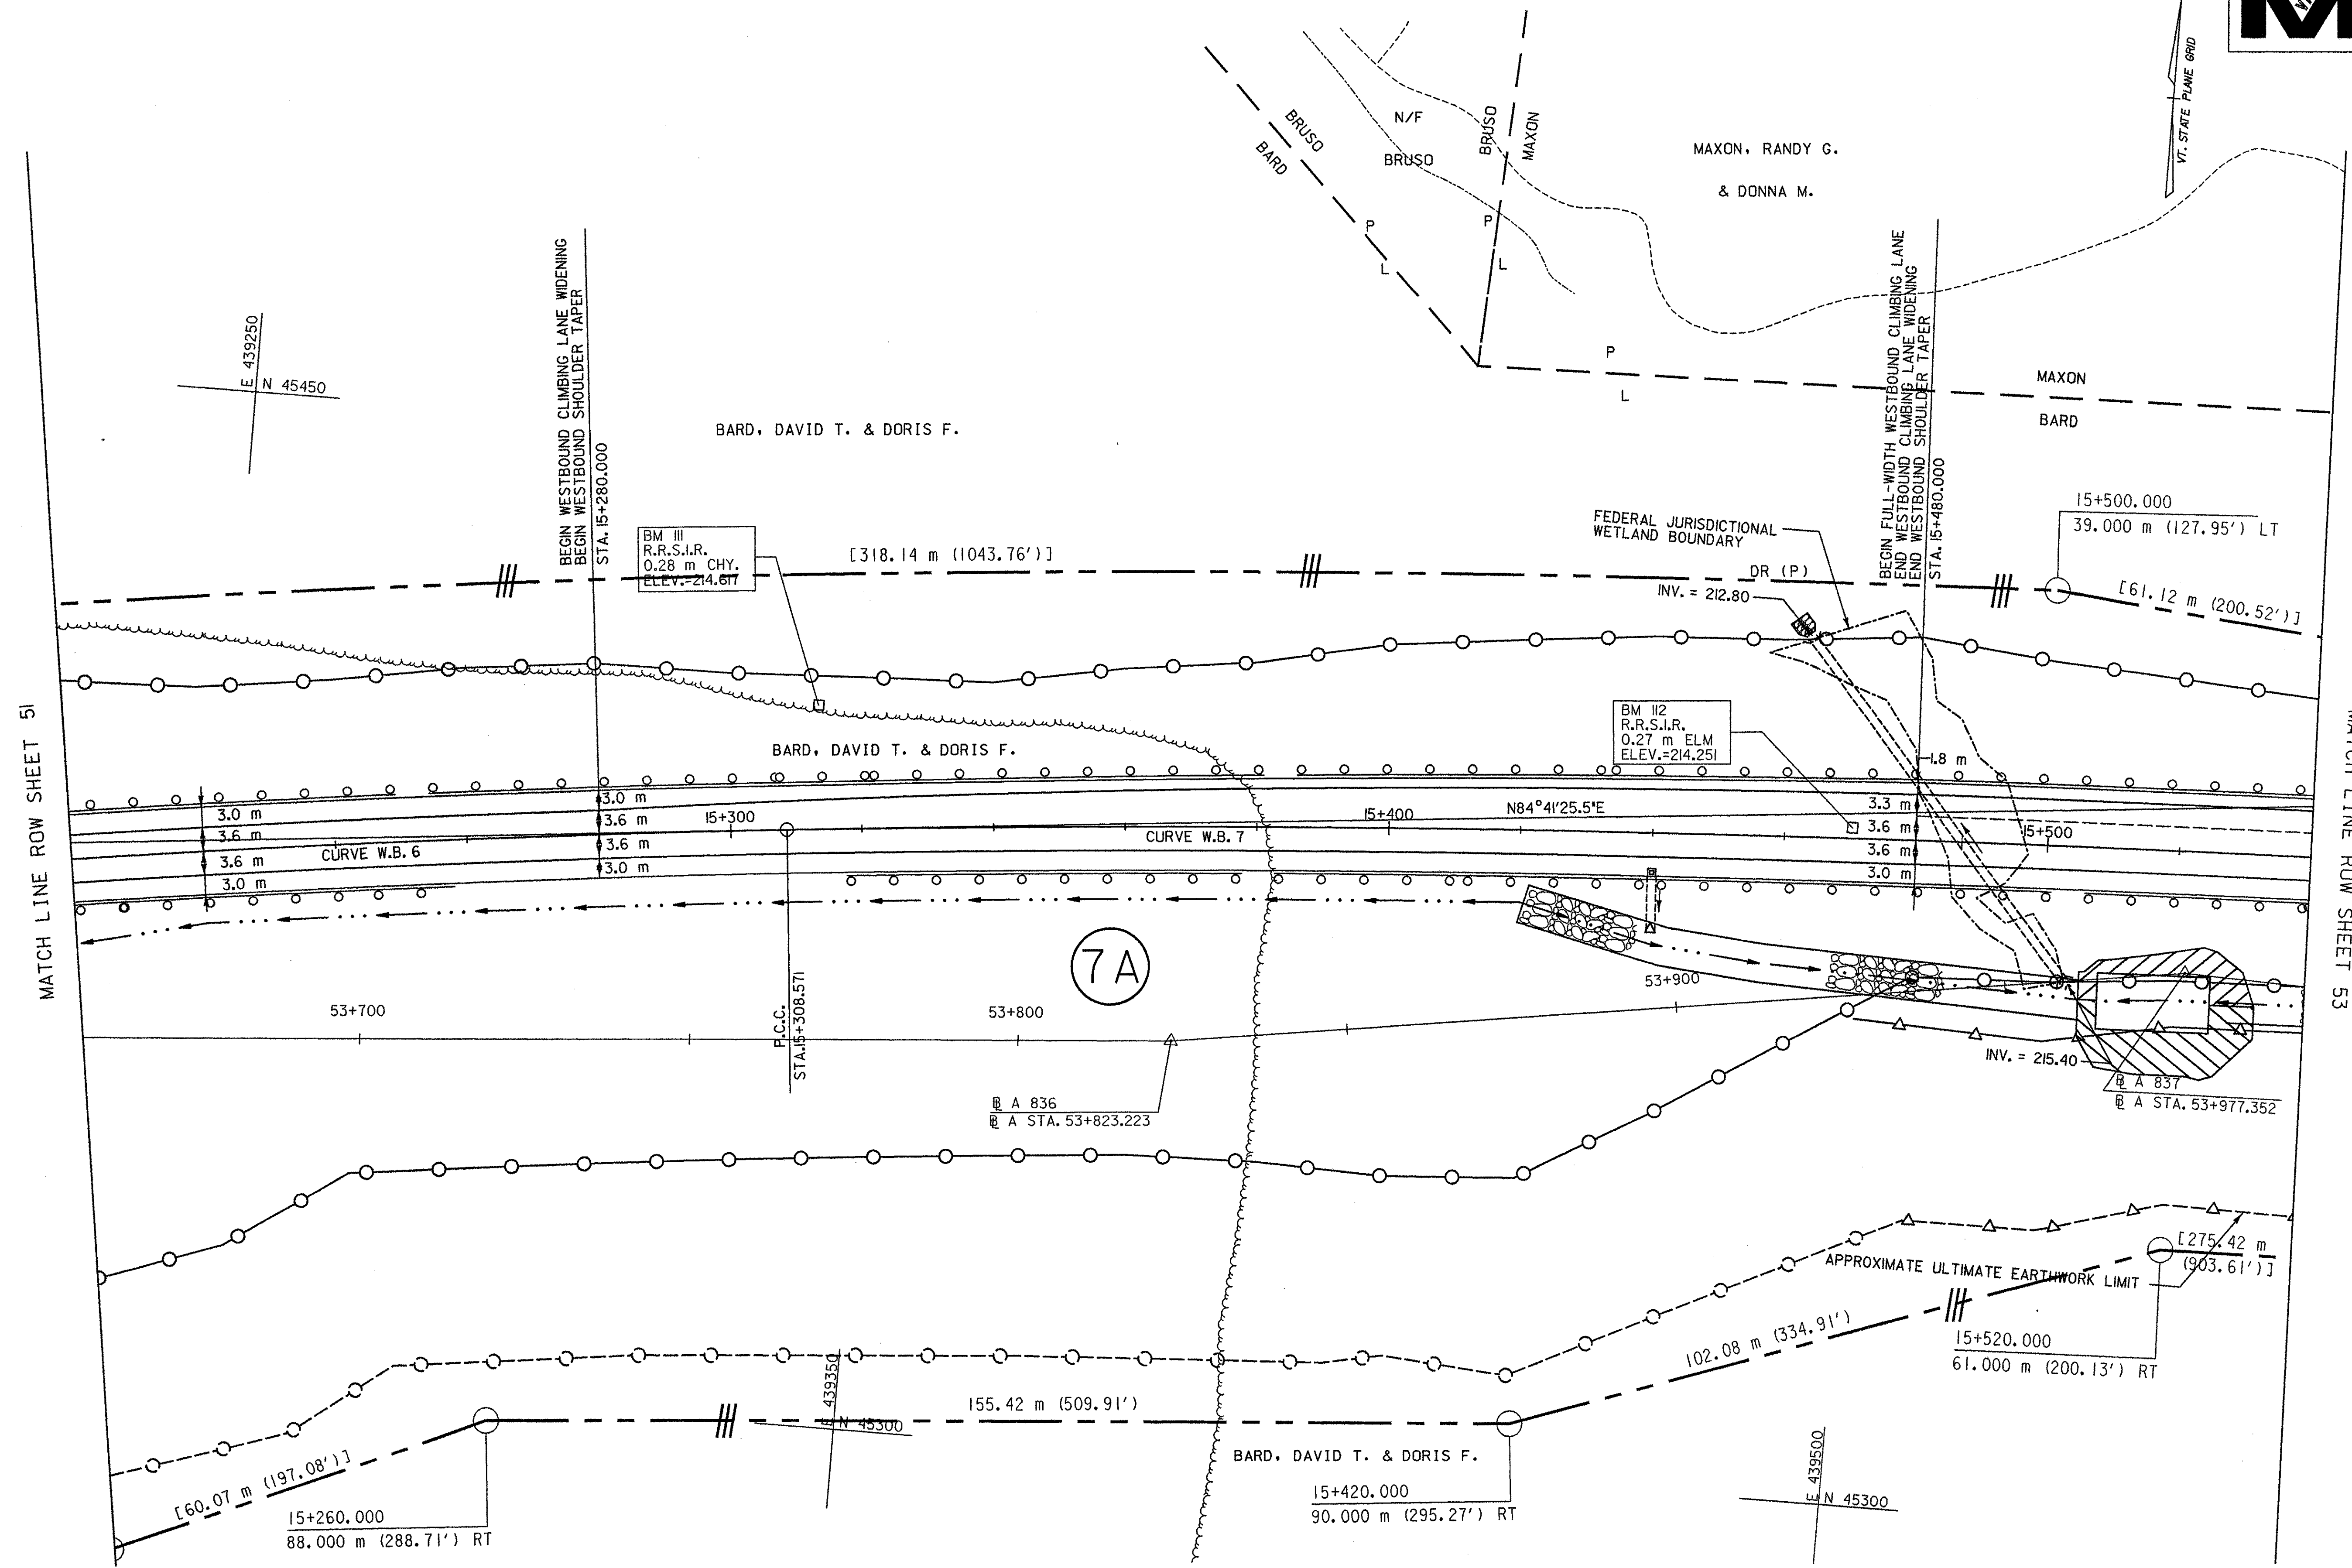 VT. STATE PLANE GRID
BRUSO
BARD
N/F
BRUSO
BRUSO
MAXON
MAXON, RANDY G.
& DONNA M.
P
L
P
L
P
L
MAXON
BARD
E 439250
N 45450
BARD, DAVID T. & DORIS F.
BEGIN WESTBOUND CLIMBING LANE WIDENING
BEGIN WESTBOUND SHOULDER TAPER
STA. 15+280.000
BEGIN FULL-WIDTH WESTBOUND CLIMBING LANE
END WESTBOUND CLIMBING LANE WIDENING
END WESTBOUND SHOULDER TAPER
STA. 15+480.000
BM 111
R.R.S.I.R.
0.28 m CHY.
ELEV.=214.617
[318.14 m (1043.76')]
FEDERAL JURISDICTIONAL
WETLAND BOUNDARY
DR (P)
INV. = 212.80
15+500.000
39.000 m (127.95') LT
[61.12 m (200.52')]
MATCH LINE ROW SHEET 51
MATCH LINE ROW SHEET 53
BARD, DAVID T. & DORIS F.
BM 112
R.R.S.I.R.
0.27 m ELM
ELEV.=214.251
1.8 m
3.0 m
3.6 m
3.6 m
3.0 m
CURVE W.B. 6
3.0 m
3.6 m
3.6 m
3.0 m
15+300
CURVE W.B. 7
15+400
N84°41'25.5"E
3.3 m
3.6 m
3.6 m
3.0 m
15+500
7A
53+700
53+800
53+900
P.C.C.
STA.15+308.571
INV. = 215.40
BL A 836
BL A STA. 53+823.223
BL A 837
BL A STA. 53+977.352
[275.42 m
(903.61')]
APPROXIMATE ULTIMATE EARTHWORK LIMIT
102.08 m (334.91')
15+520.000
61.000 m (200.13') RT
155.42 m (509.91')
E 439350
N 45300
BARD, DAVID T. & DORIS F.
[60.07 m (197.08')]
15+260.000
88.000 m (288.71') RT
15+420.000
90.000 m (295.27') RT
E 439500
N 45300